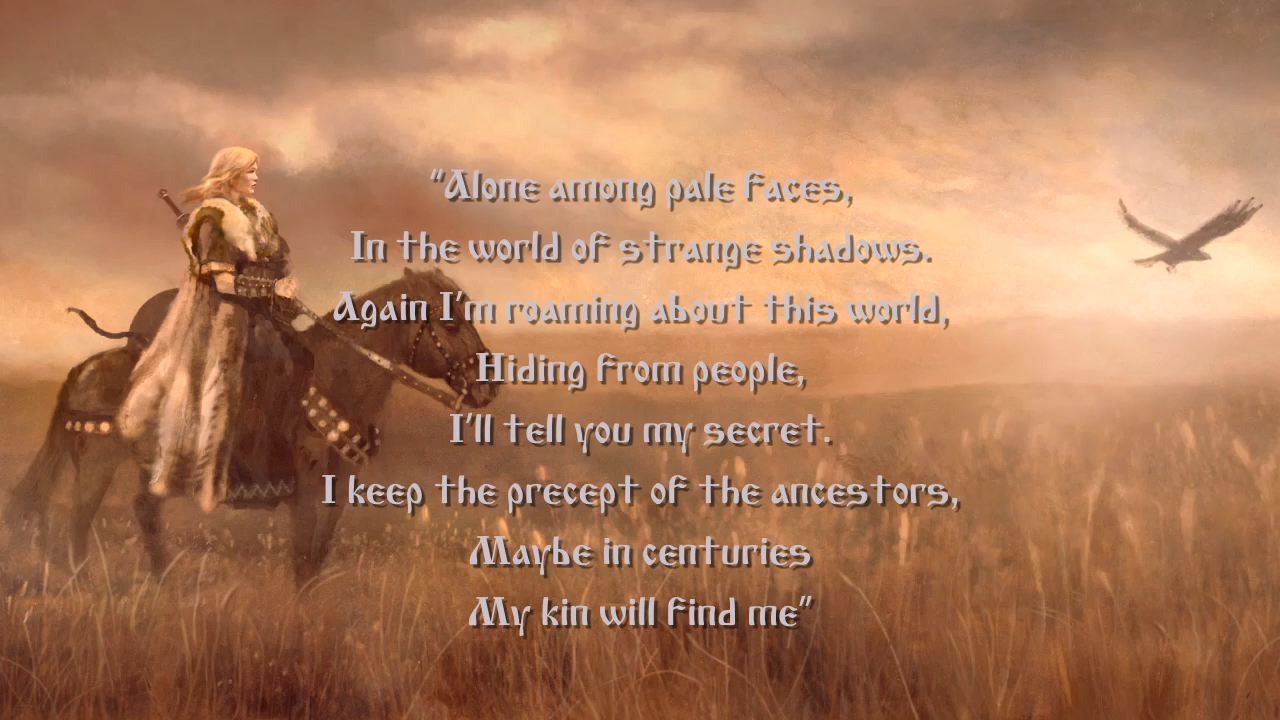 "Alone among pale faces,
In the world of strange shadows.
Again I'm roaming about this world,
Hiding from people,
I'll tell you my secret.
I keep the precept of the ancestors,
Maybe in centuries
My kin will find me"